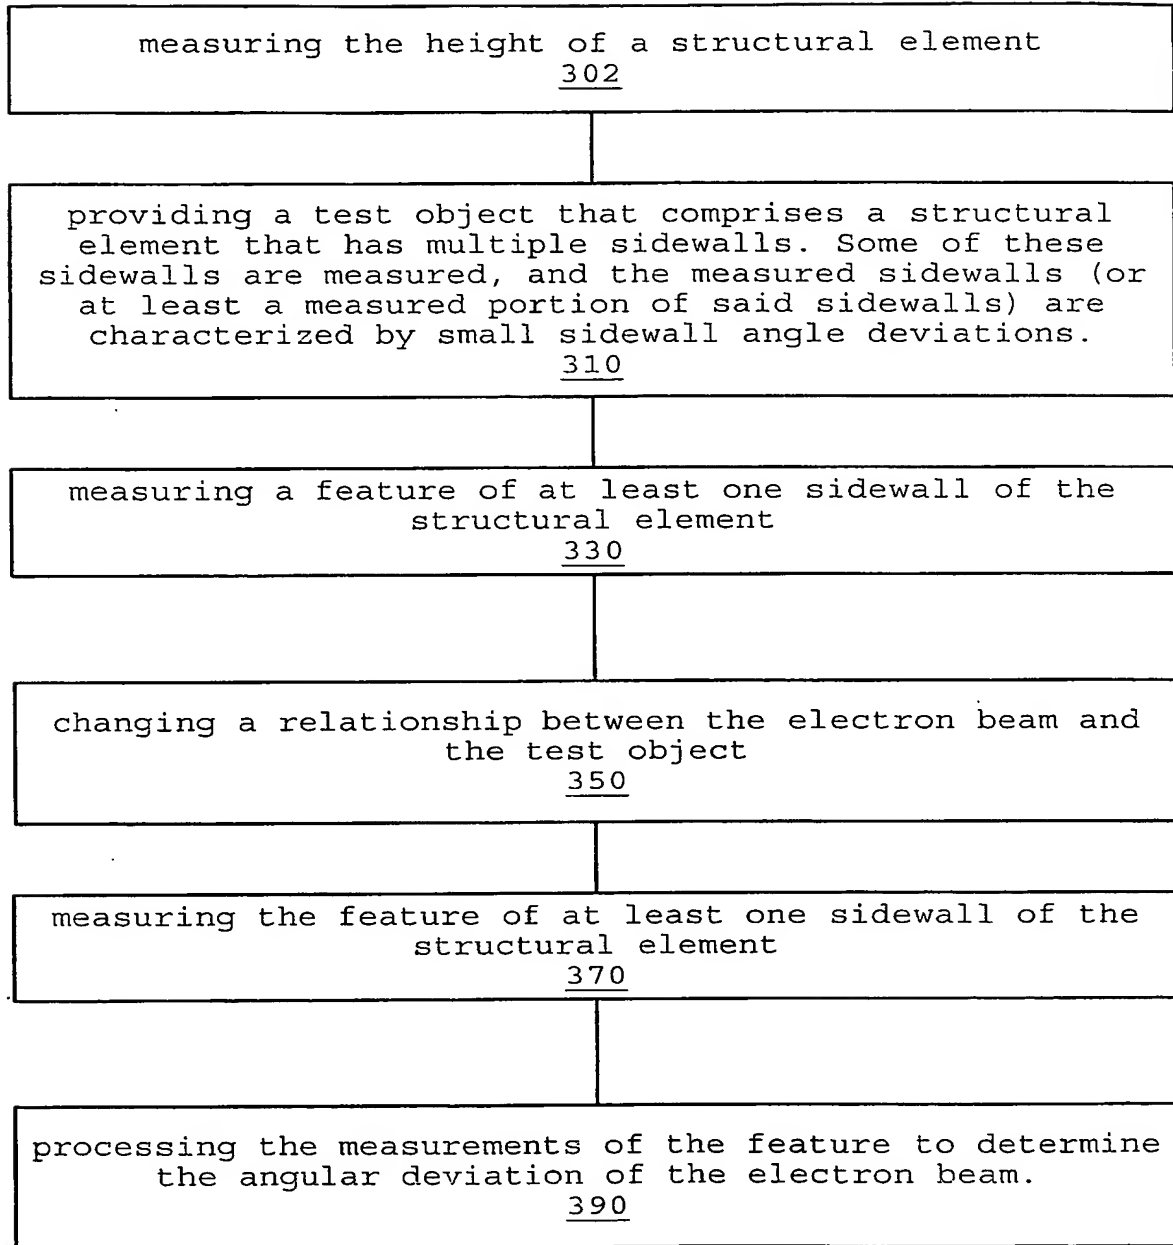 measuring the height of a structural element
302
providing a test object that comprises a structural
element that has multiple sidewalls. Some of these
sidewalls are measured, and the measured sidewalls (or
at least a measured portion of said sidewalls) are
characterized by small sidewall angle deviations.
310
measuring a feature of at least one sidewall of the
structural element
330
changing a relationship between the electron beam and
the test object
350
measuring the feature of at least one sidewall of the
structural element
370
processing the measurements of the feature to determine
the angular deviation of the electron beam.
390